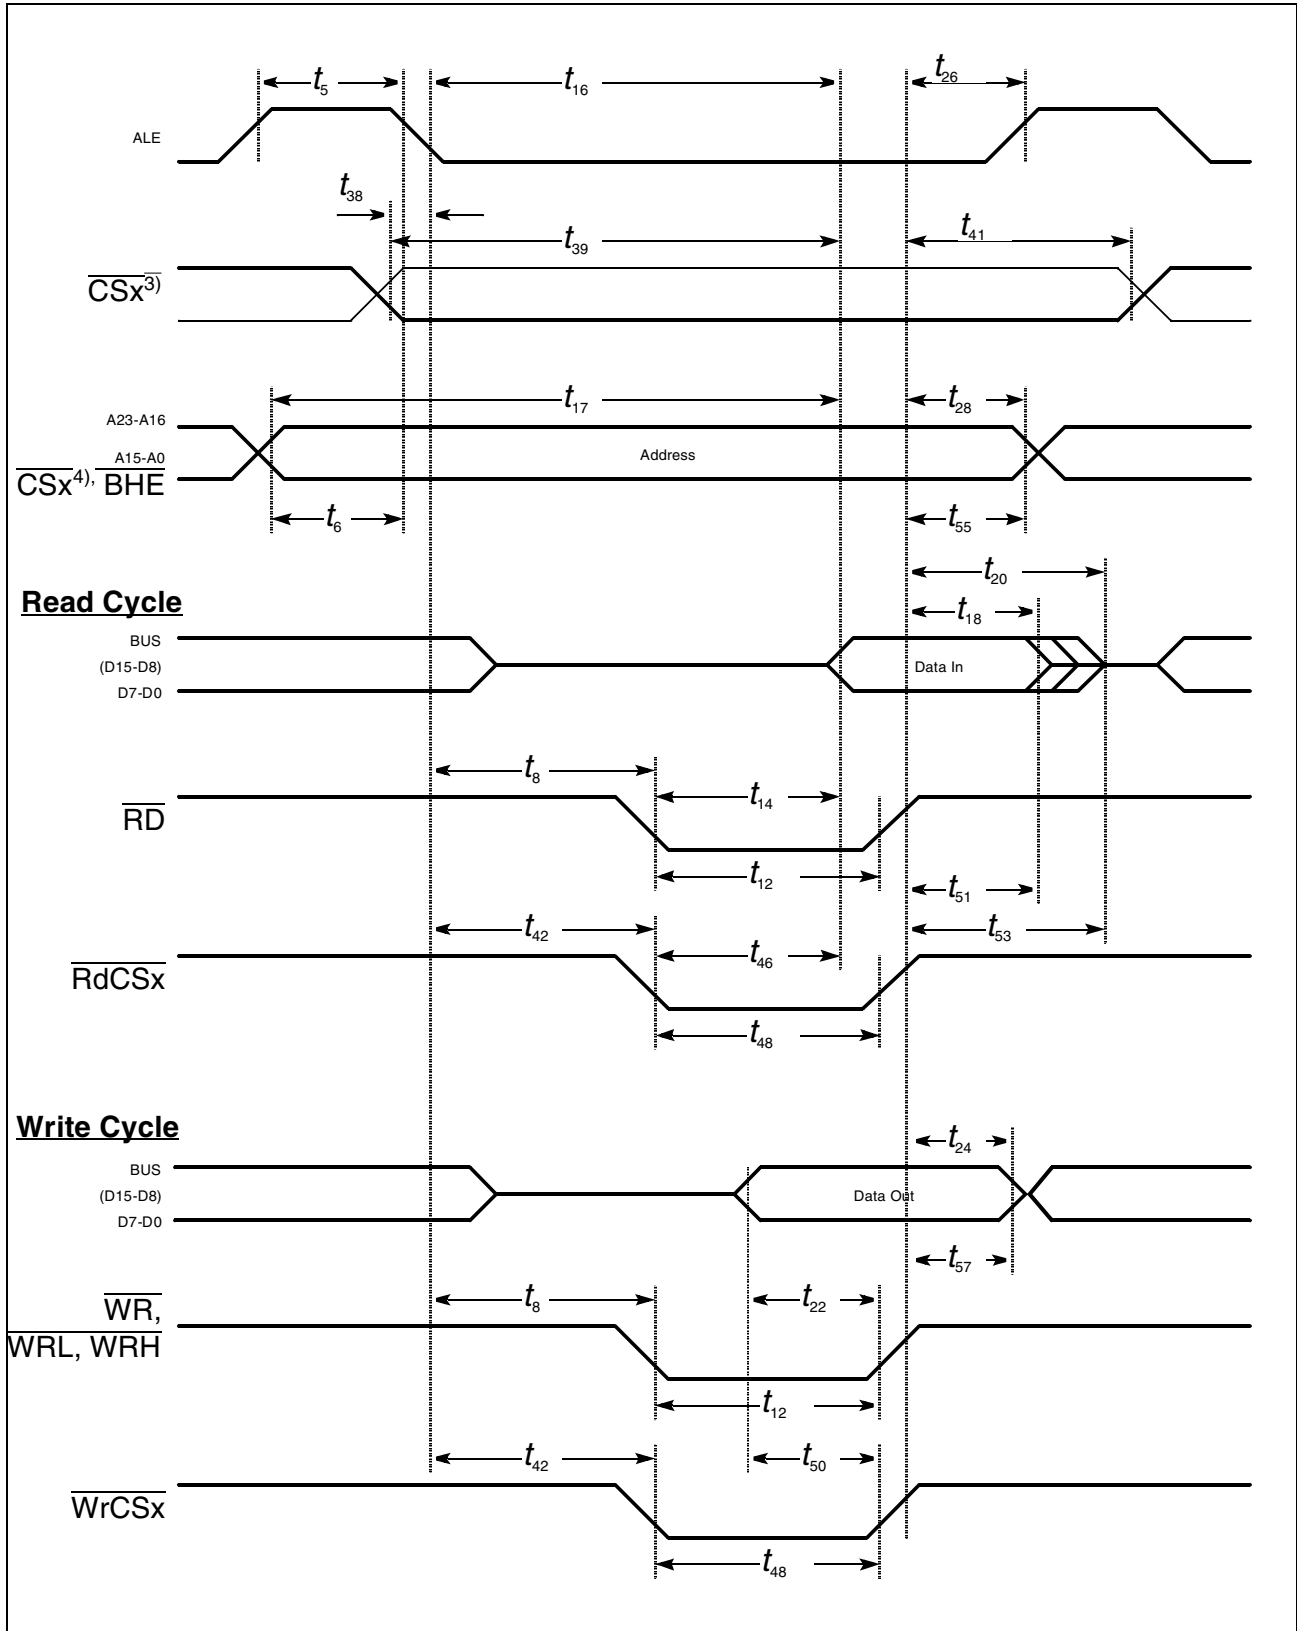 t5 t16 t26
ALE
t38
t39 t41
CSx3)
t17 t28
A23-A16
A15-A0 Address
CSx4), BHE
t6 t55
t20
Read Cycle t18
BUS
(D15-D8) Data In
D7-D0
t8 t14
RD
t12 t51
t42 t46 t53
RdCSx
t48
Write Cycle t24
BUS
(D15-D8) Data Out
D7-D0
t57
t8 t22
WR,
WRL, WRH
t12
t42 t50
WrCSx
t48